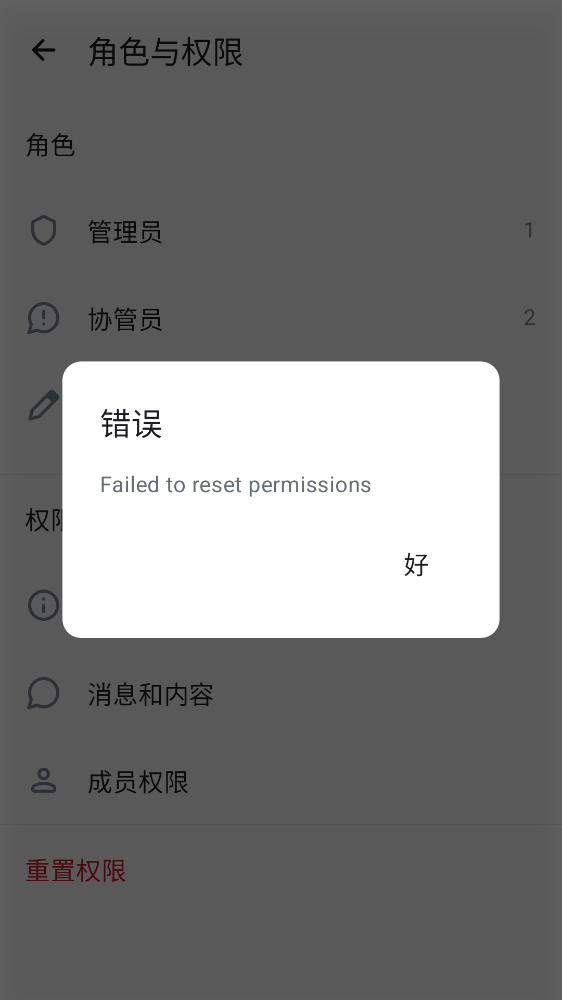 角色与权限
角色
管理员 1
协管员 2
错误
Failed to reset permissions
好
权限
消息和内容
成员权限
重置权限